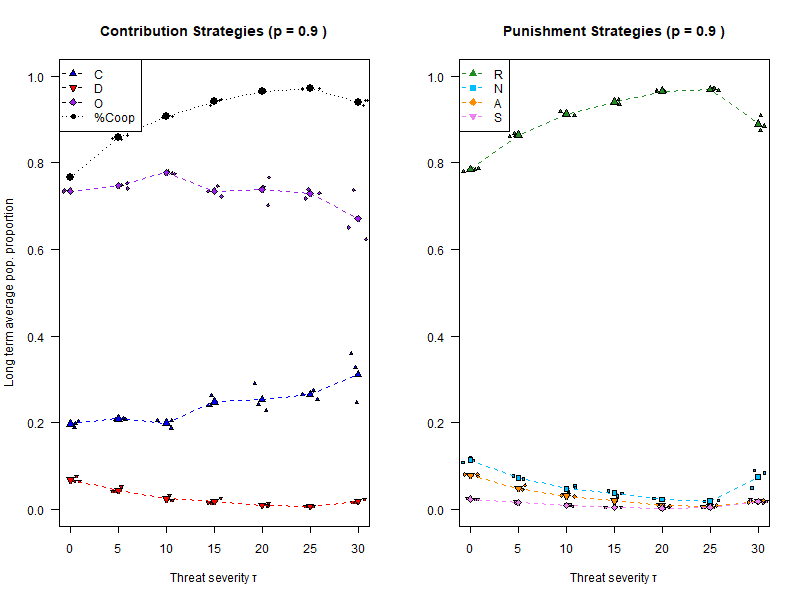 Contribution Strategies (p = 0.9 )
Long term average pop. proportion
1.0
0.8
0.6
0.4
0.2
0.0
C
D
O
%Coop
0 5 10 15 20 25 30
Threat severity τ
Punishment Strategies (p = 0.9 )
1.0
0.8
0.6
0.4
0.2
0.0
R
N
A
S
0 5 10 15 20 25 30
Threat severity τ